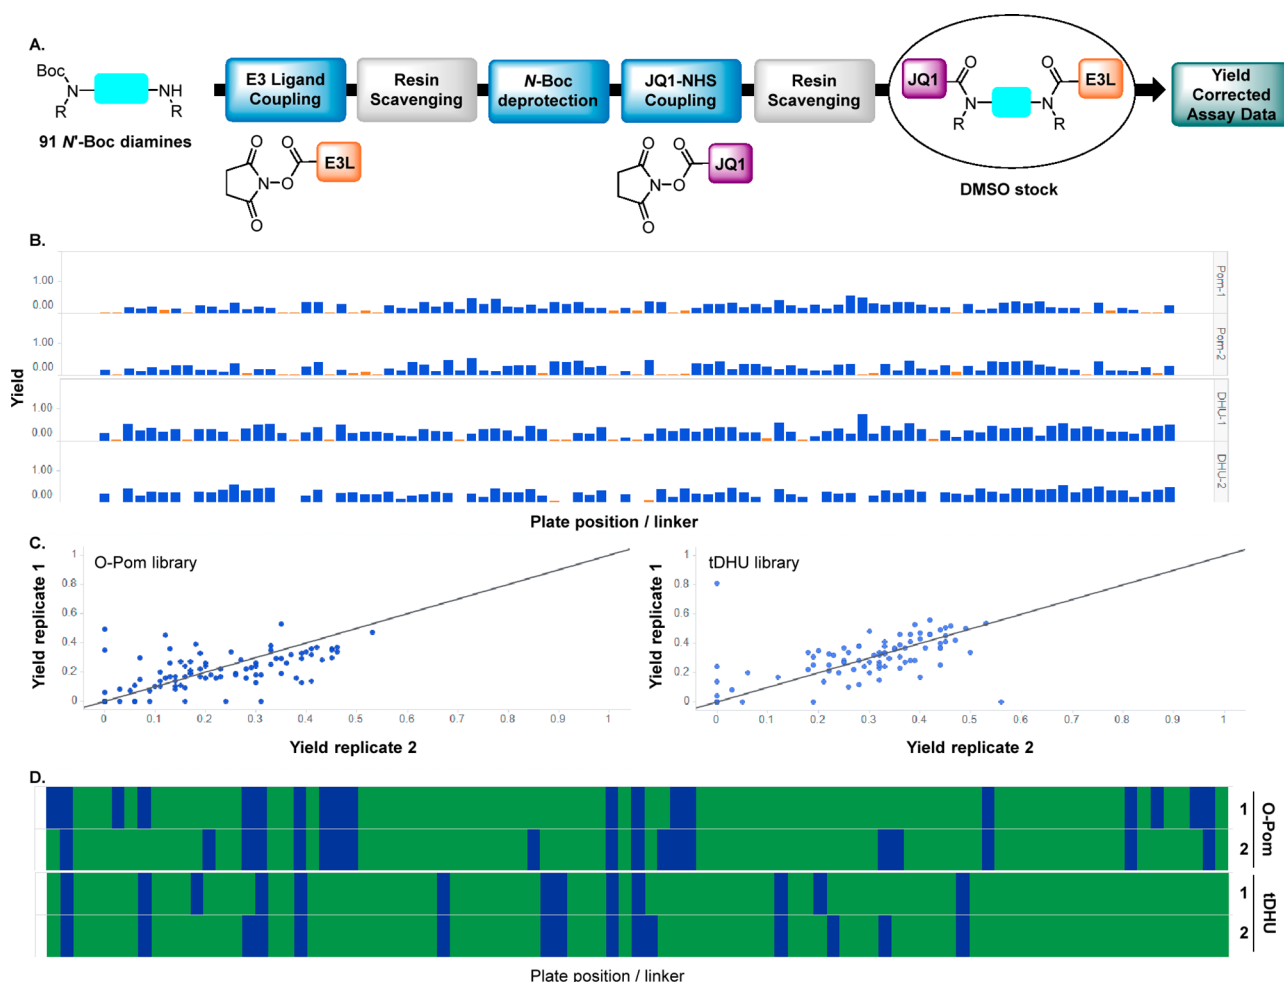 A.
Boc
N
R
NH
R
91 N'-Boc diamines
E3 Ligand
Coupling
Resin
Scavenging
N-Boc
deprotection
JQ1-NHS
Coupling
Resin
Scavenging
JQ1
O
N
R
O
N
R
E3L
DMSO stock
Yield
Corrected
Assay Data
O
N
O
O
O
E3L
O
N
O
O
O
JQ1
B.
Yield
1.00
0.00
Pom-1
1.00
0.00
Pom-2
1.00
0.00
DHU-1
1.00
0.00
DHU-2
Plate position / linker
C.
O-Pom library
Yield replicate 1
1
0.8
0.6
0.4
0.2
0
0 0.1 0.2 0.3 0.4 0.5 0.6 0.7 0.8 0.9 1
Yield replicate 2
tDHU library
Yield replicate 1
1
0.8
0.6
0.4
0.2
0
0 0.1 0.2 0.3 0.4 0.5 0.6 0.7 0.8 0.9 1
Yield replicate 2
D.
1
2
O-Pom
1
2
tDHU
Plate position / linker